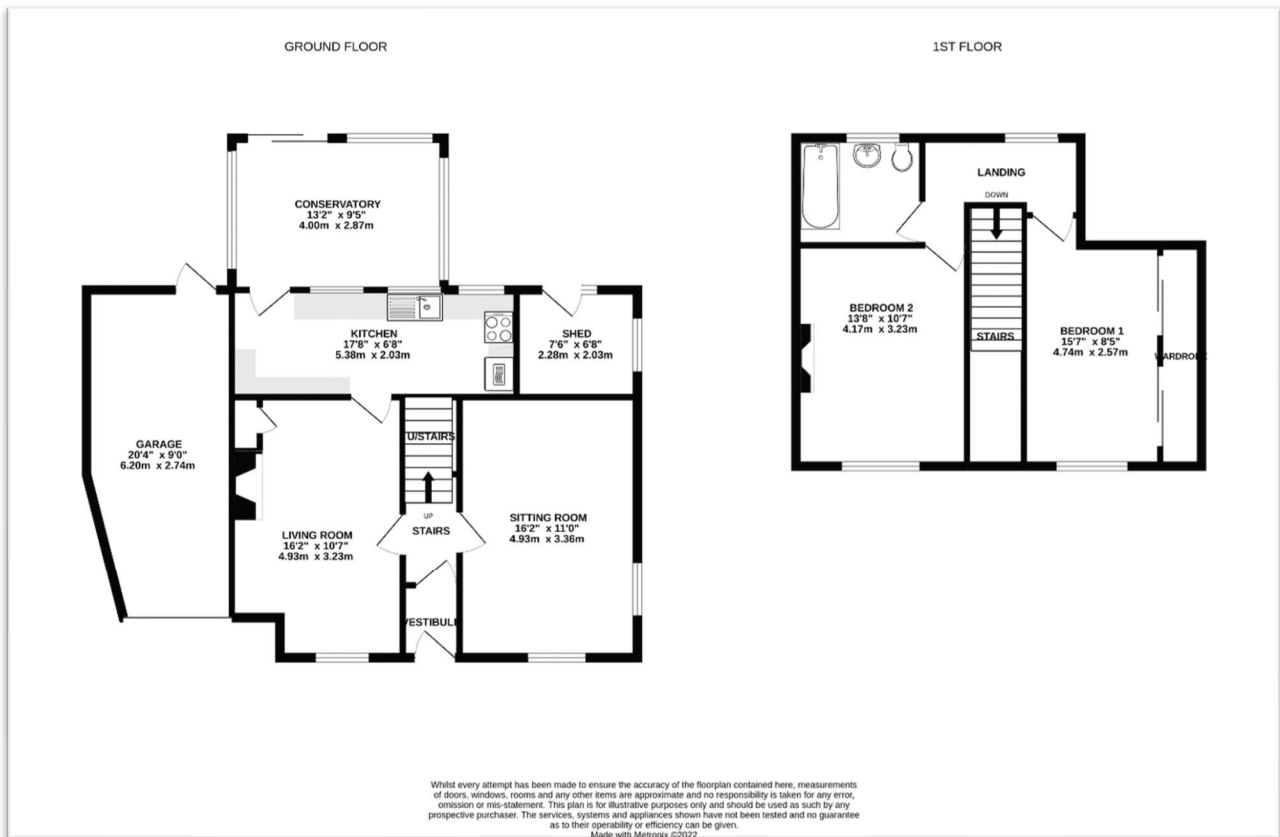 GROUND FLOOR
1ST FLOOR
CONSERVATORY
13'2" x 9'5"
4.00m x 2.87m
KITCHEN
17'8" x 6'8"
5.38m x 2.03m
SHED
7'6" x 6'8"
2.28m x 2.03m
GARAGE
20'4" x 9'0"
6.20m x 2.74m
U/STAIRS
UP
STAIRS
LIVING ROOM
16'2" x 10'7"
4.93m x 3.23m
SITTING ROOM
16'2" x 11'0"
4.93m x 3.36m
VESTIBULE
LANDING
DOWN
BEDROOM 2
13'8" x 10'7"
4.17m x 3.23m
STAIRS
BEDROOM 1
15'7" x 8'5"
4.74m x 2.57m
WARDROBE
Whilst every attempt has been made to ensure the accuracy of the floorplan contained here, measurements
of doors, windows, rooms and any other items are approximate and no responsibility is taken for any error,
omission or mis-statement. This plan is for illustrative purposes only and should be used as such by any
prospective purchaser. The services, systems and appliances shown have not been tested and no guarantee
as to their operability or efficiency can be given.
Made with Metropix ©2022